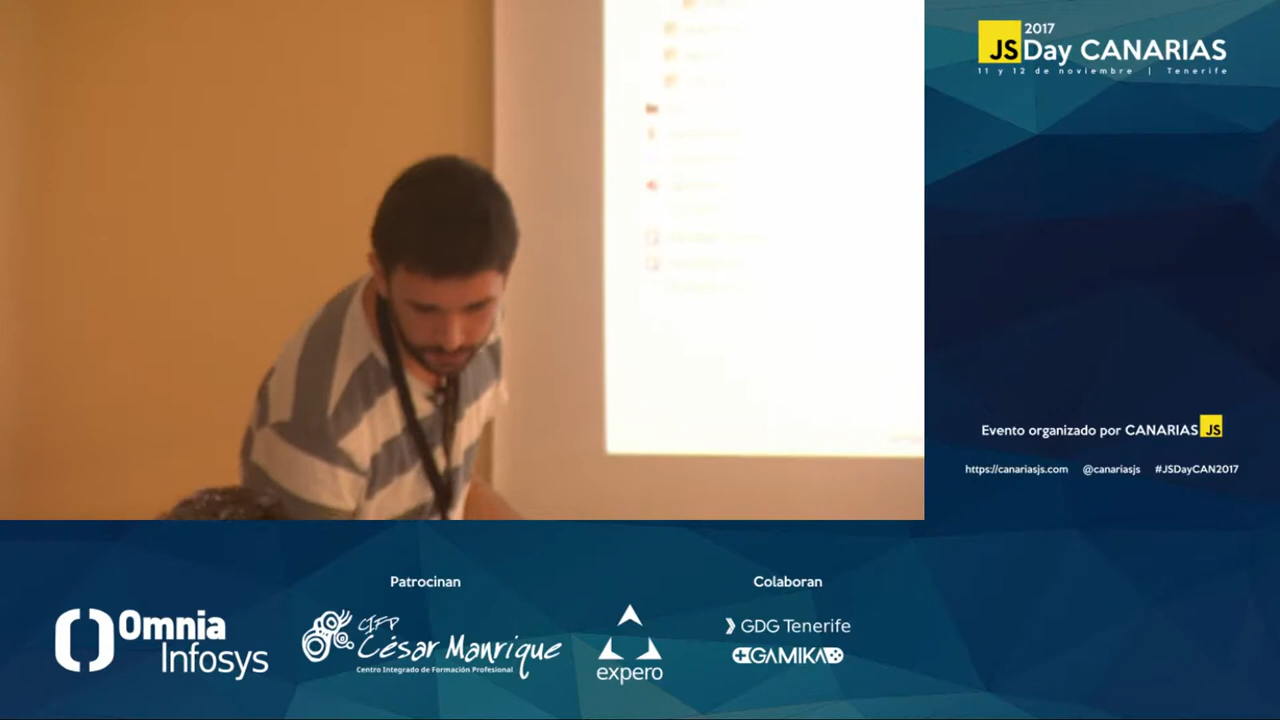 2017
JS Day CANARIAS
11 y 12 de noviembre | Tenerife
Evento organizado por CANARIAS JS
https://canariasjs.com @canariasjs #JSDayCAN2017
Patrocinan
Colaboran
Omnia
Infosys
CIFP
César Manrique
Centro Integrado de Formación Profesional
expero
GDG Tenerife
GAMIKA